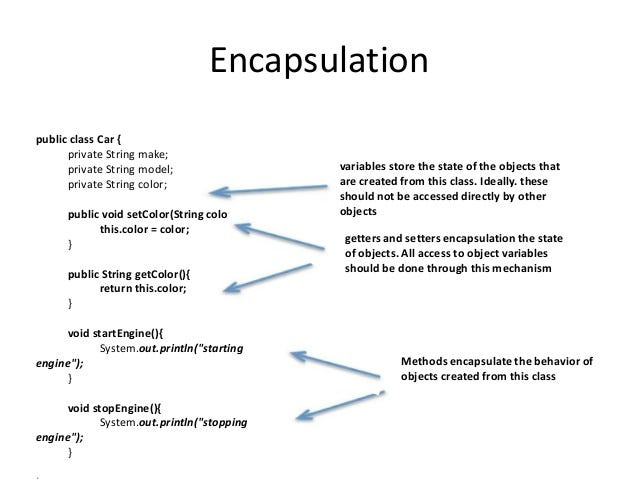 Encapsulation
public class Car {
private String make;
private String model;
private String color;
public void setColor(String colo
this.color = color;
}
public String getColor(){
return this.color;
}
void startEngine(){
System.out.println("starting
engine");
}
void stopEngine(){
System.out.println("stopping
engine");
}
variables store the state of the objects that
are created from this class. Ideally. these
should not be accessed directly by other
objects
getters and setters encapsulation the state
of objects. All access to object variables
should be done through this mechanism
Methods encapsulate the behavior of
objects created from this class